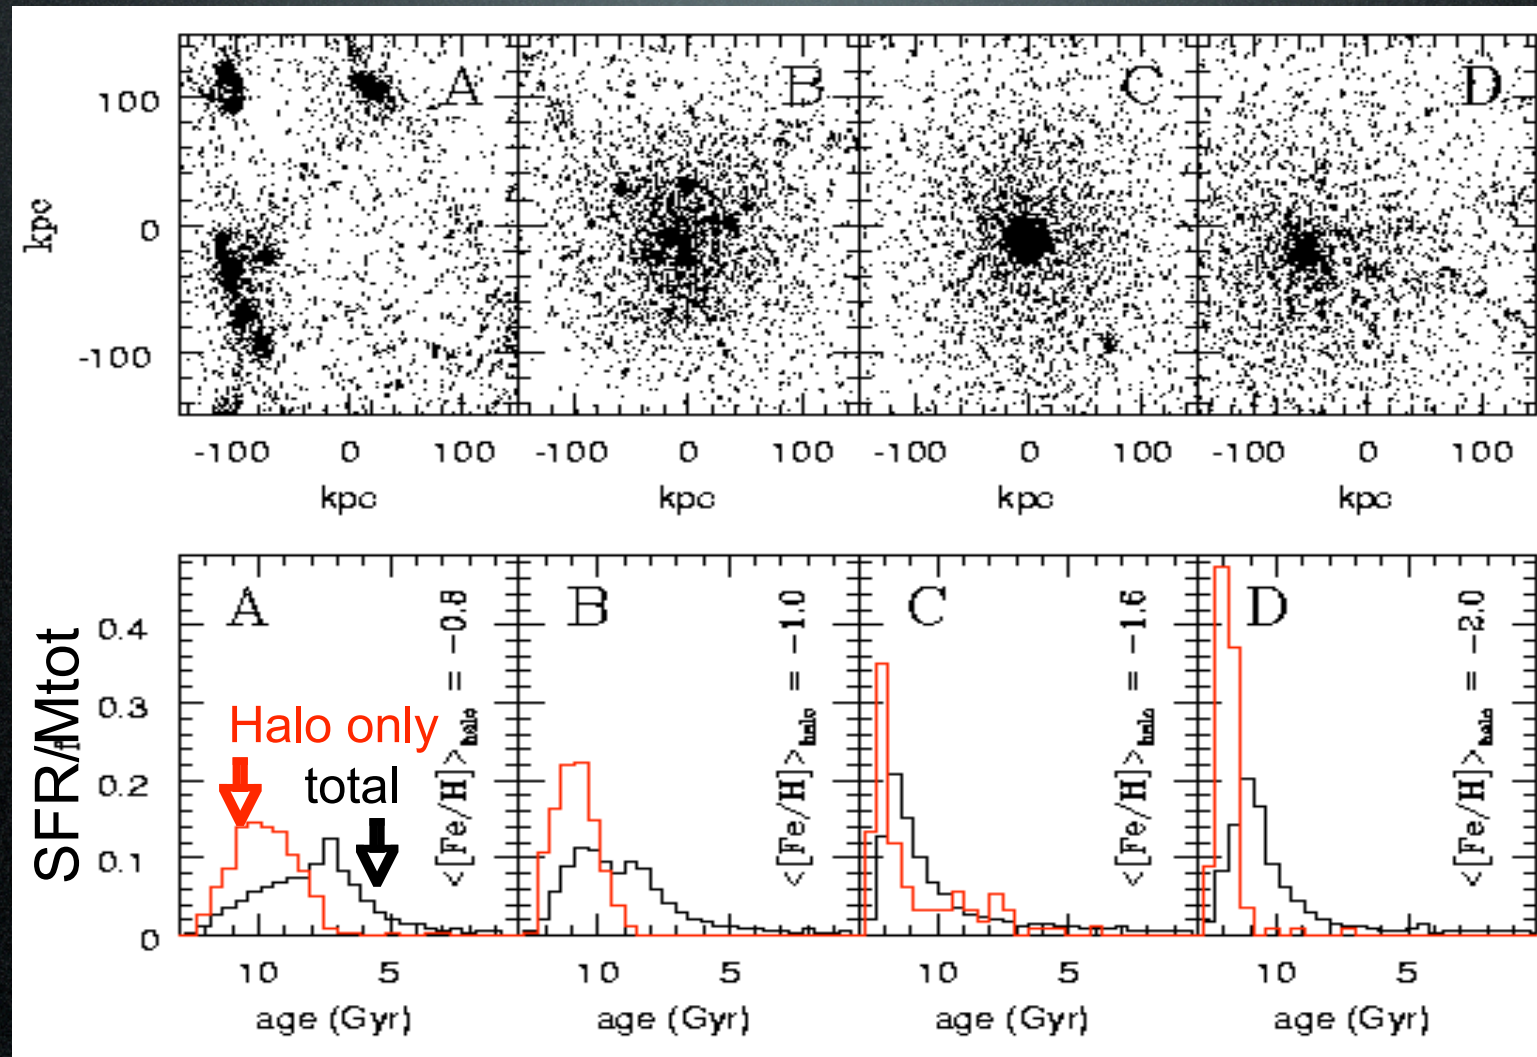 A
B
C
D
kpc
100
0
-100
-100 0 100
-100 0 100
-100 0 100
-100 0 100
kpc
kpc
kpc
kpc
SFR/Mtot
0.4
0.3
0.2
0.1
0
A
Halo only
total
<[Fe/H]>halo = -0.8
B
<[Fe/H]>halo = -1.0
C
<[Fe/H]>halo = -1.6
D
<[Fe/H]>halo = -2.0
10 5
10 5
10 5
10 5
age (Gyr)
age (Gyr)
age (Gyr)
age (Gyr)